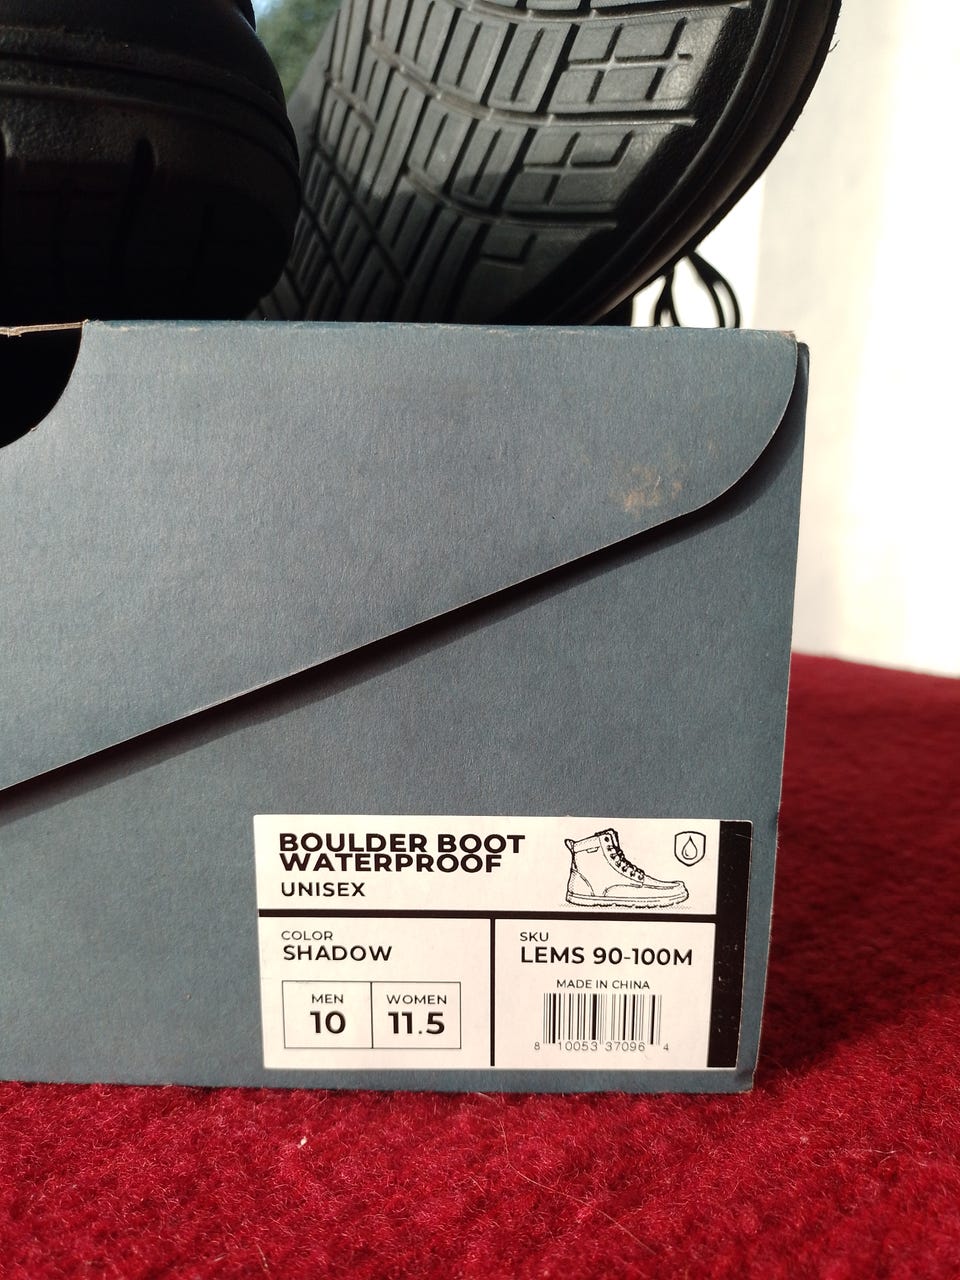 BOULDER BOOT
WATERPROOF
UNISEX
COLOR
SHADOW
MEN
10
WOMEN
11.5
SKU
LEMS 90-100M
MADE IN CHINA
8 10053 37096 4